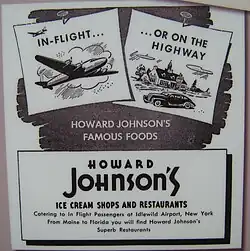 IN-FLIGHT...
...OR ON THE
HIGHWAY
HOWARD JOHNSON'S
FAMOUS FOODS
HOWARD
JOHNSON'S
ICE CREAM SHOPS AND RESTAURANTS
Catering to In Flight Passengers at Idlewild Airport, New York
From Maine to Florida you will find Howard Johnson's
Superb Restaurants